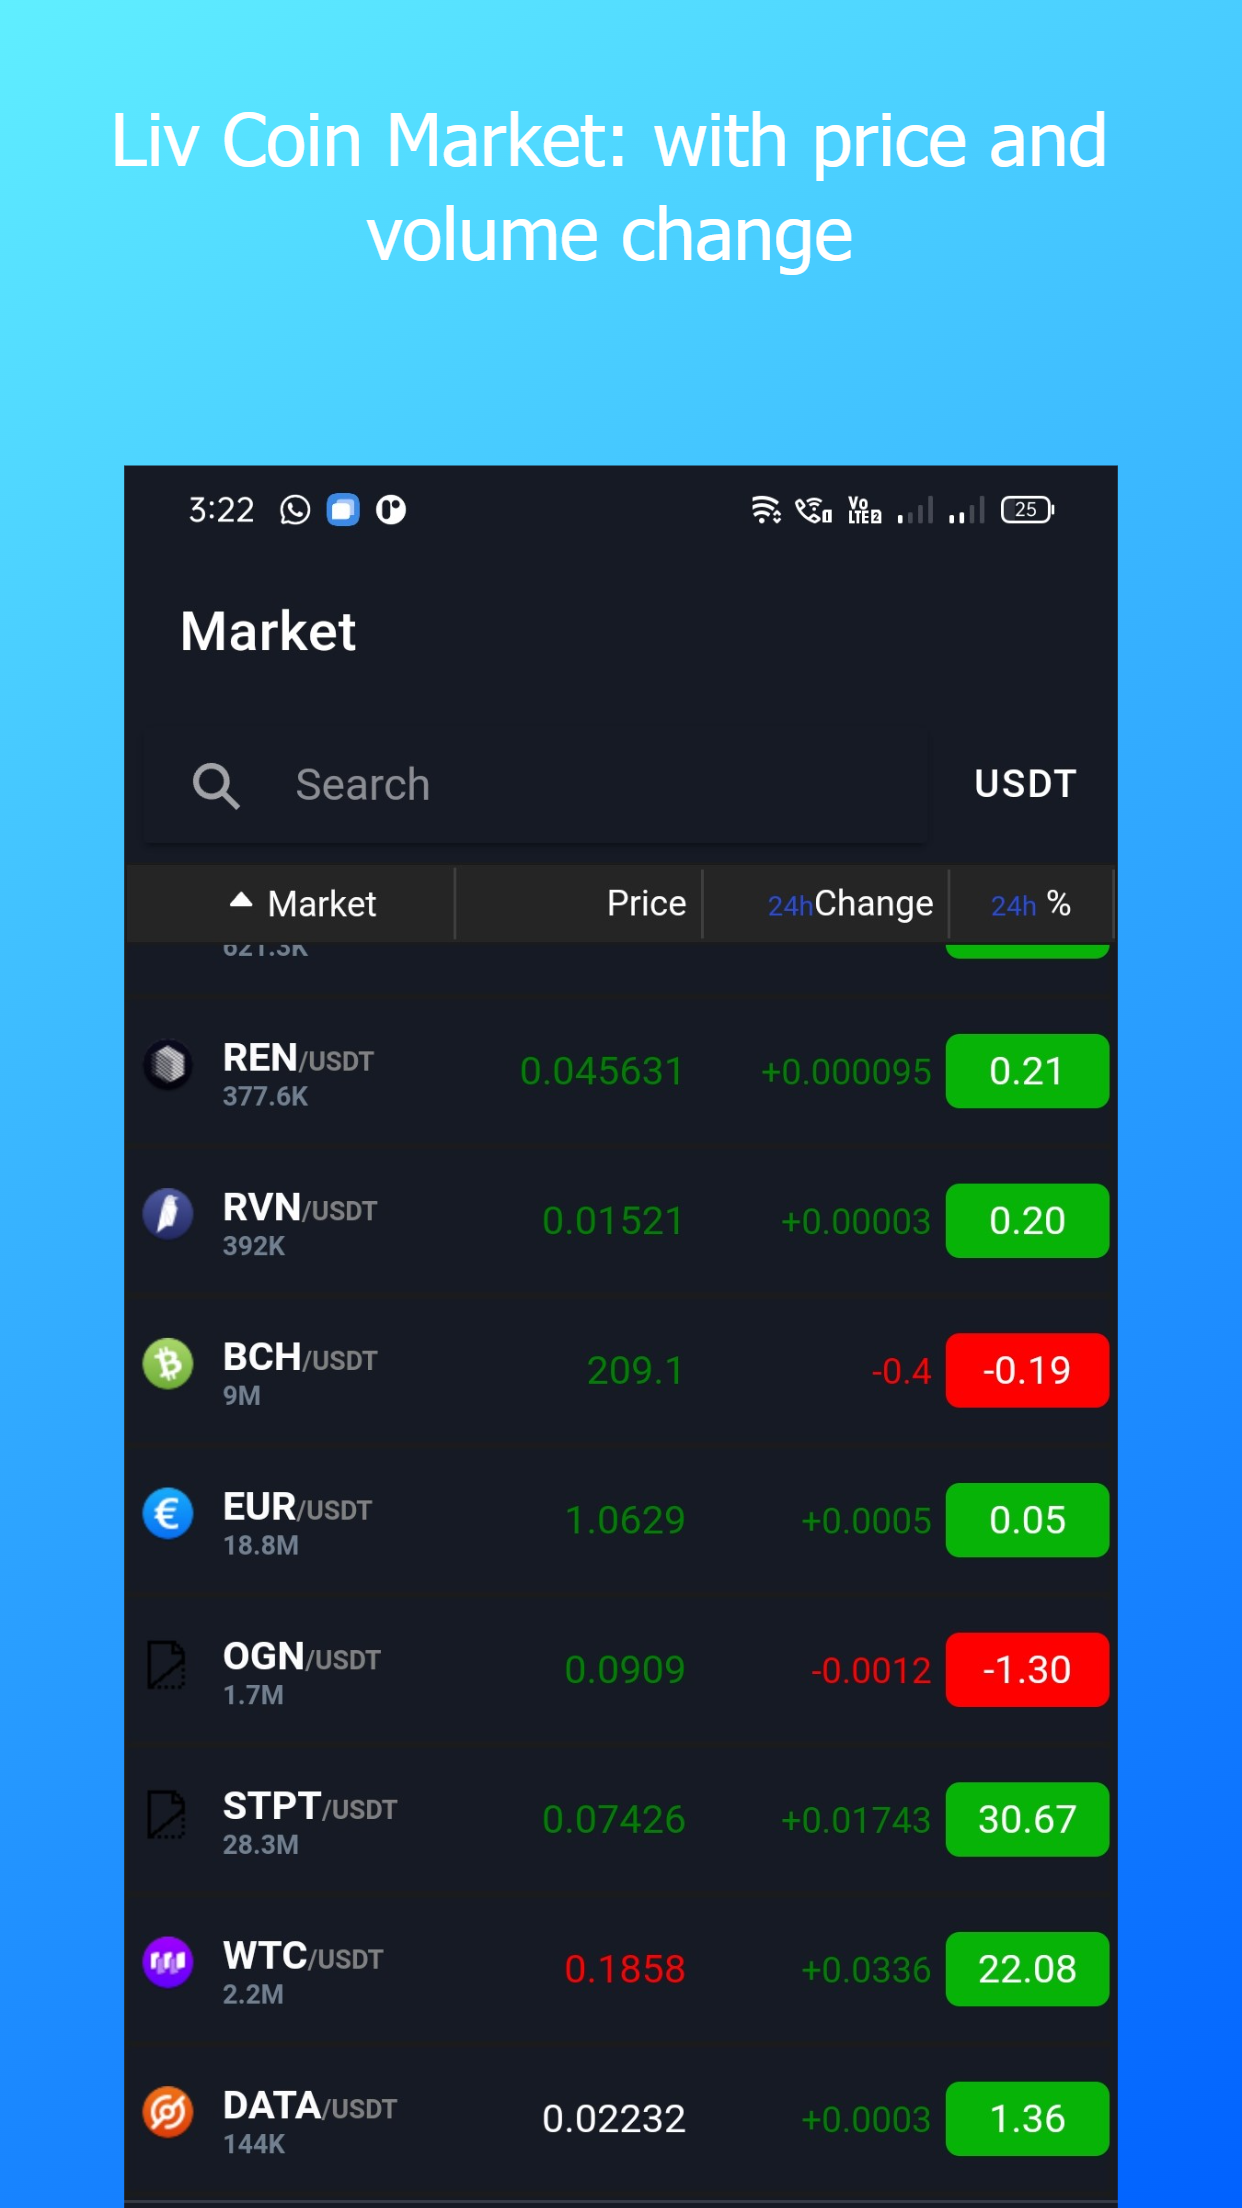 Liv Coin Market: with price and
volume change
3:22
Vo
LTE2
25
Market
Search
USDT
Market Price 24hChange 24h %
621.3K
REN/USDT 0.045631 +0.000095 0.21
377.6K
RVN/USDT 0.01521 +0.00003 0.20
392K
BCH/USDT 209.1 -0.4 -0.19
9M
EUR/USDT 1.0629 +0.0005 0.05
18.8M
OGN/USDT 0.0909 -0.0012 -1.30
1.7M
STPT/USDT 0.07426 +0.01743 30.67
28.3M
WTC/USDT 0.1858 +0.0336 22.08
2.2M
DATA/USDT 0.02232 +0.0003 1.36
144K